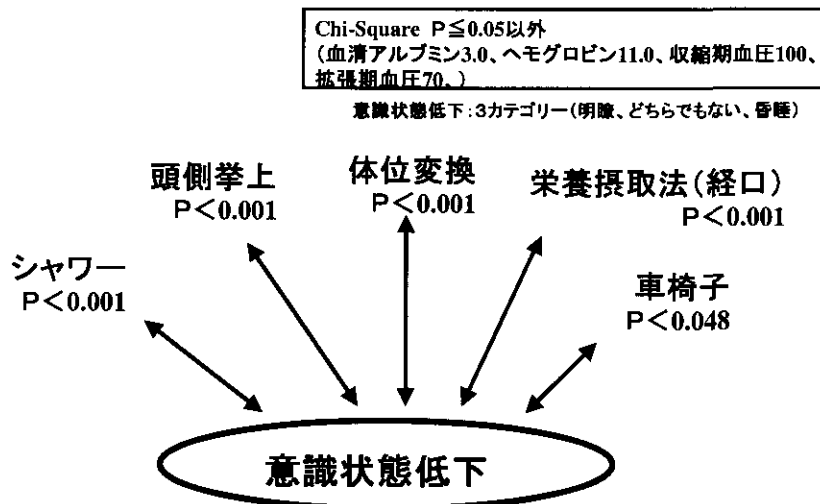 Chi-Square P≦0.05以外
(血清アルブミン3.0、ヘモグロビン11.0、収縮期血圧100、
拡張期血圧70、)
意識状態低下:3カテゴリー(明瞭、どちらでもない、昏睡)
頭側挙上
P<0.001
体位変換
P<0.001
栄養摂取法(経口)
P<0.001
シャワー
P<0.001
車椅子
P<0.048
意識状態低下